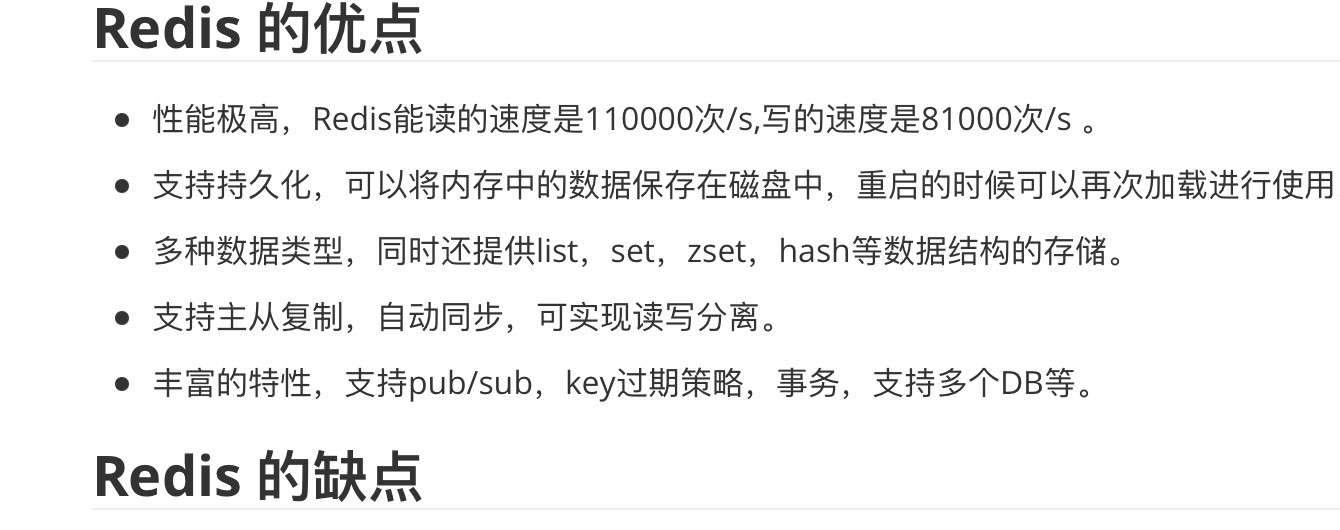 Redis 的优点
性能极高，Redis能读的速度是110000次/s,写的速度是81000次/s 。
支持持久化，可以将内存中的数据保存在磁盘中，重启的时候可以再次加载进行使用
多种数据类型，同时还提供list，set，zset，hash等数据结构的存储。
支持主从复制，自动同步，可实现读写分离。
丰富的特性，支持pub/sub，key过期策略，事务，支持多个DB等。
Redis 的缺点